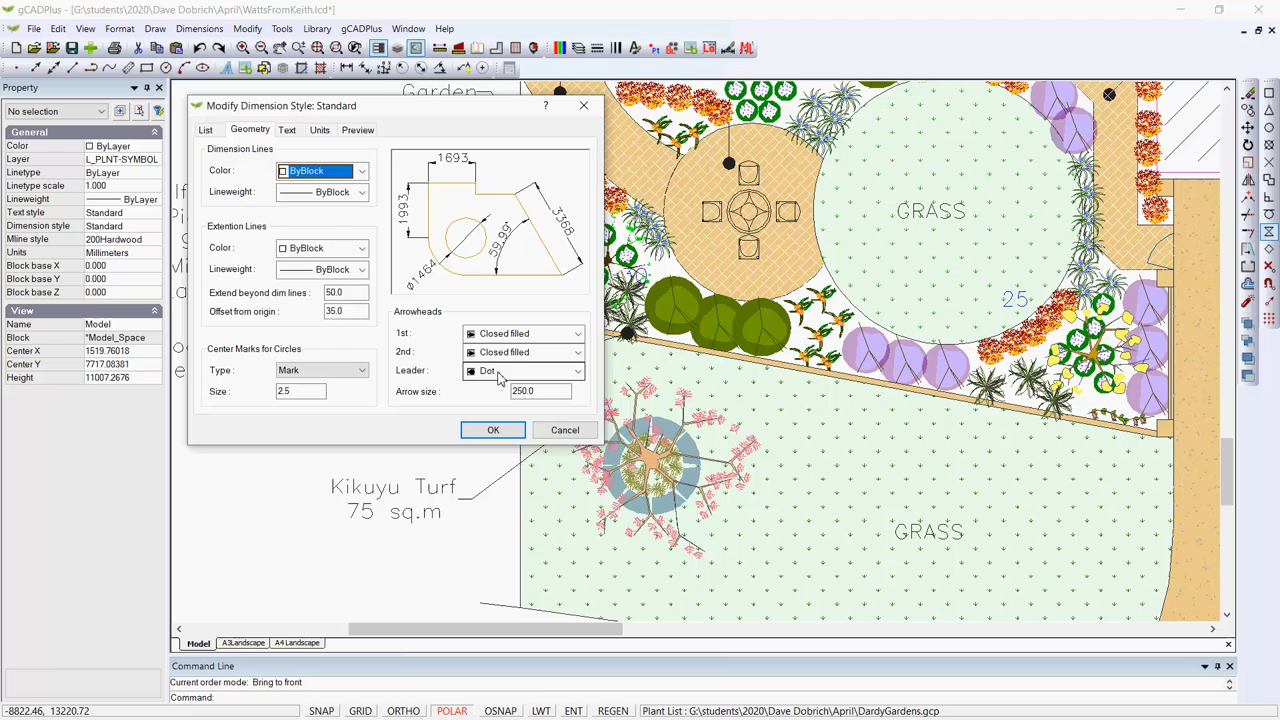 gCADPlus - [G:\students\2020\Dave Dobrich\April\WattsFromKeith.lcd*]
File Edit View Format Draw Dimensions Modify Tools Library gCADPlus Window Help
Property
No selection
General
Color ByLayer
Layer L_PLNT-SYMBOL
Linetype ByLayer
Linetype scale 1.000
Lineweight ByLayer
Text style Standard
Dimension style Standard
Mline style 200Hardwood
Units Millimeters
Block base X 0.000
Block base Y 0.000
Block base Z 0.000
View
Name Model
Block *Model_Space
Center X 1519.76018
Center Y 7717.08381
Height 11007.2676
Garden
Modify Dimension Style: Standard
List Geometry Text Units Preview
Dimension Lines
Color: ByBlock
Lineweight: ByBlock
Extention Lines
Color: ByBlock
Lineweight: ByBlock
Extend beyond dim lines: 50.0
Offset from origin: 35.0
Center Marks for Circles
Type: Mark
Size: 2.5
1693
1993
3368
59.99°
ø1464
Arrowheads
1st: Closed filled
2nd: Closed filled
Leader: Dot
Arrow size: 250.0
OK Cancel
GRASS
25
Kikuyu Turf
75 sq.m
GRASS
Model A3Landscape A4 Landscape
Command Line
Current order mode: Bring to front
Command:
-8822.46, 13220.72 SNAP GRID ORTHO POLAR OSNAP LWT ENT REGEN Plant List : G:\students\2020\Dave Dobrich\April\DardyGardens.gcp